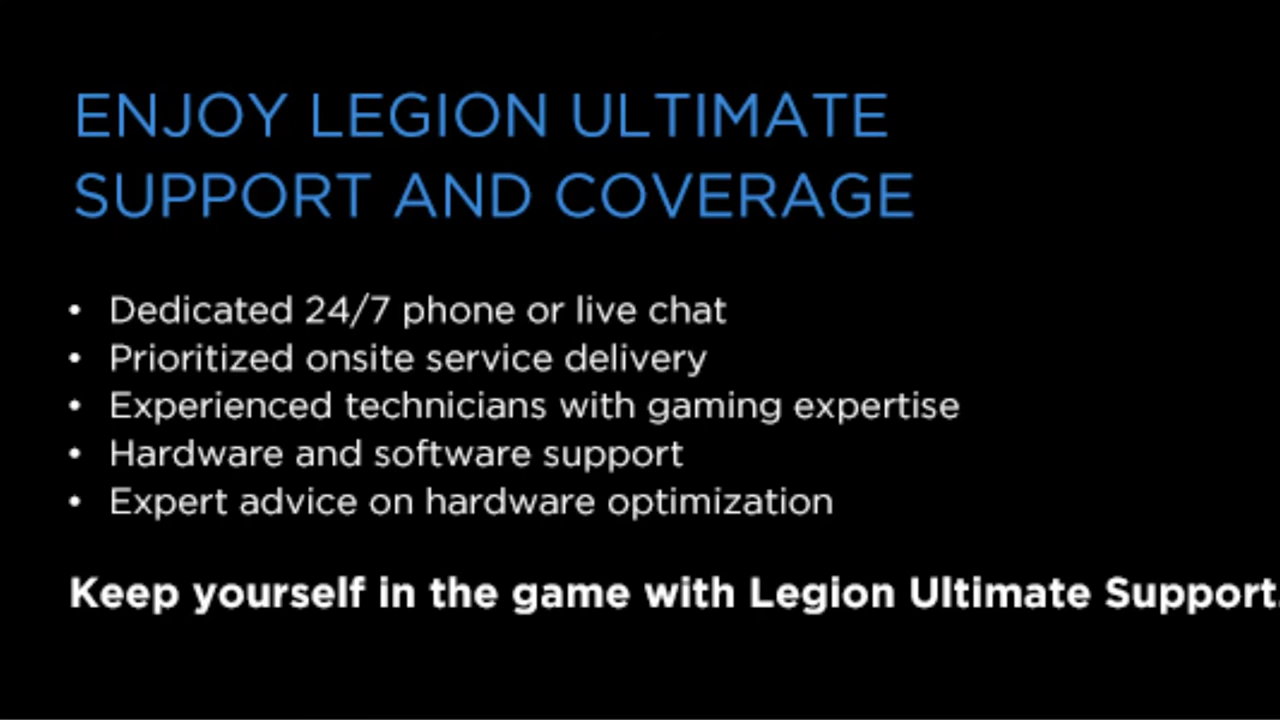 ENJOY LEGION ULTIMATE
SUPPORT AND COVERAGE
• Dedicated 24/7 phone or live chat
• Prioritized onsite service delivery
• Experienced technicians with gaming expertise
• Hardware and software support
• Expert advice on hardware optimization
Keep yourself in the game with Legion Ultimate Support.